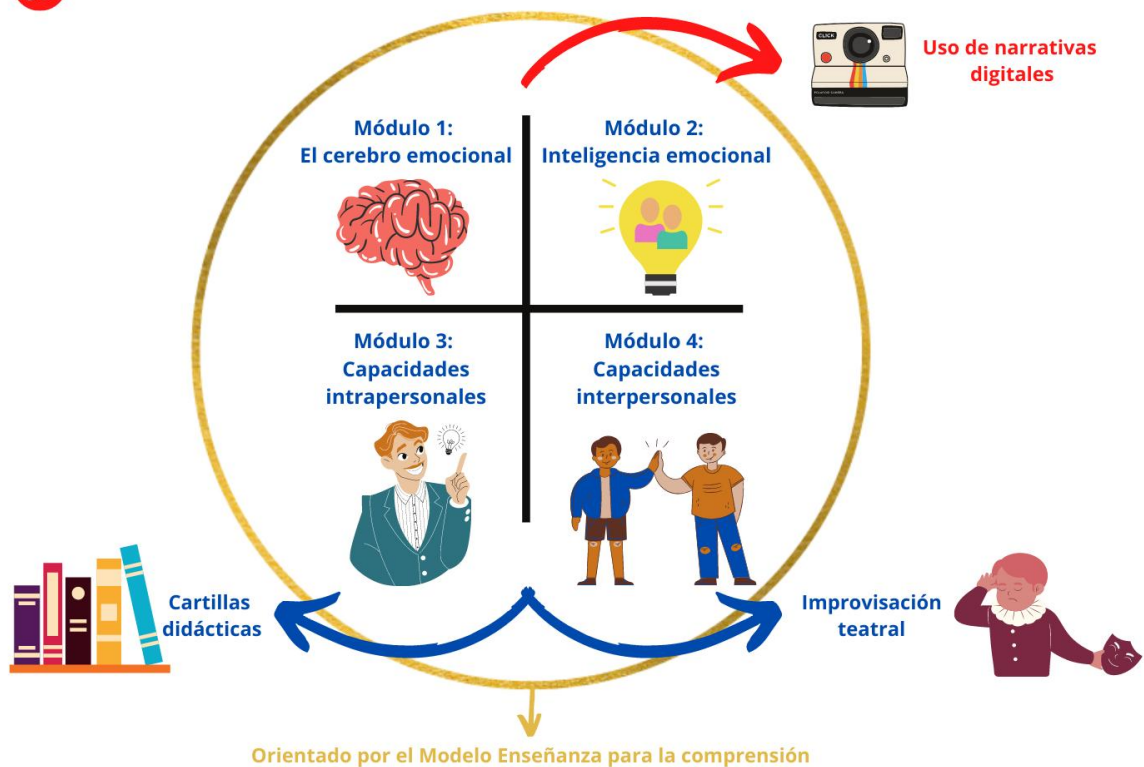 Uso de narrativas
digitales
CLICK
Módulo 1:
El cerebro emocional
Módulo 2:
Inteligencia emocional
Módulo 3:
Capacidades
intrapersonales
Módulo 4:
Capacidades
interpersonales
Cartillas
didácticas
Improvisación
teatral
Orientado por el Modelo Enseñanza para la comprensión